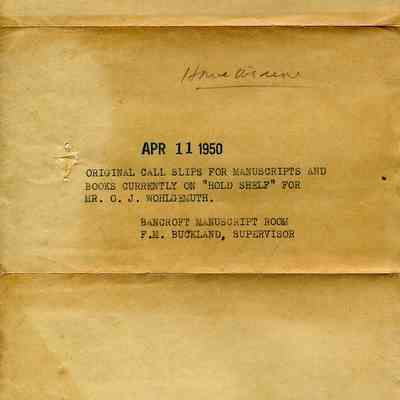 APR 11 1950
ORIGINAL CALL SLIPS FOR MANUSCRIPTS AND
BOOKS CURRENTLY ON "HOLD SHELF" FOR
MR. G. J. WOHLGEMUTH.
BANCROFT MANUSCRIPT ROOM
F.M. BUCKLAND, SUPERVISOR